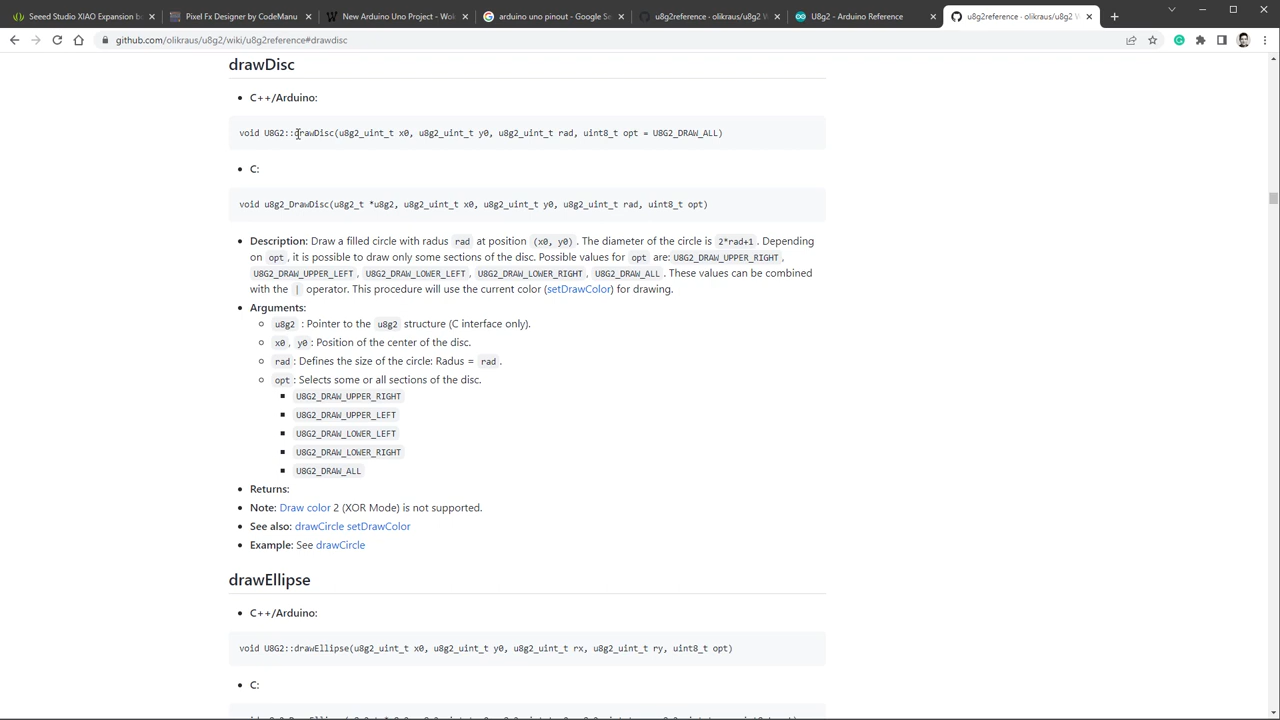 Seeed Studio XIAO Expansion b
Pixel Fx Designer by CodeManu
New Arduino Uno Project - Wok
arduino uno pinout - Google Se
u8g2reference · olikraus/u8g2 W
U8g2 - Arduino Reference
u8g2reference · olikraus/u8g2 W
github.com/olikraus/u8g2/wiki/u8g2reference#drawdisc
drawDisc
C++/Arduino:
void U8G2::drawDisc(u8g2_uint_t x0, u8g2_uint_t y0, u8g2_uint_t rad, uint8_t opt = U8G2_DRAW_ALL)
C:
void u8g2_DrawDisc(u8g2_t *u8g2, u8g2_uint_t x0, u8g2_uint_t y0, u8g2_uint_t rad, uint8_t opt)
Description: Draw a filled circle with radus rad at position (x0, y0). The diameter of the circle is 2*rad+1. Depending
on opt, it is possible to draw only some sections of the disc. Possible values for opt are: U8G2_DRAW_UPPER_RIGHT,
U8G2_DRAW_UPPER_LEFT, U8G2_DRAW_LOWER_LEFT, U8G2_DRAW_LOWER_RIGHT, U8G2_DRAW_ALL. These values can be combined
with the | operator. This procedure will use the current color (setDrawColor) for drawing.
Arguments:
u8g2 : Pointer to the u8g2 structure (C interface only).
x0, y0: Position of the center of the disc.
rad: Defines the size of the circle: Radius = rad.
opt: Selects some or all sections of the disc.
U8G2_DRAW_UPPER_RIGHT
U8G2_DRAW_UPPER_LEFT
U8G2_DRAW_LOWER_LEFT
U8G2_DRAW_LOWER_RIGHT
U8G2_DRAW_ALL
Returns:
Note: Draw color 2 (XOR Mode) is not supported.
See also: drawCircle setDrawColor
Example: See drawCircle
drawEllipse
C++/Arduino:
void U8G2::drawEllipse(u8g2_uint_t x0, u8g2_uint_t y0, u8g2_uint_t rx, u8g2_uint_t ry, uint8_t opt)
C: